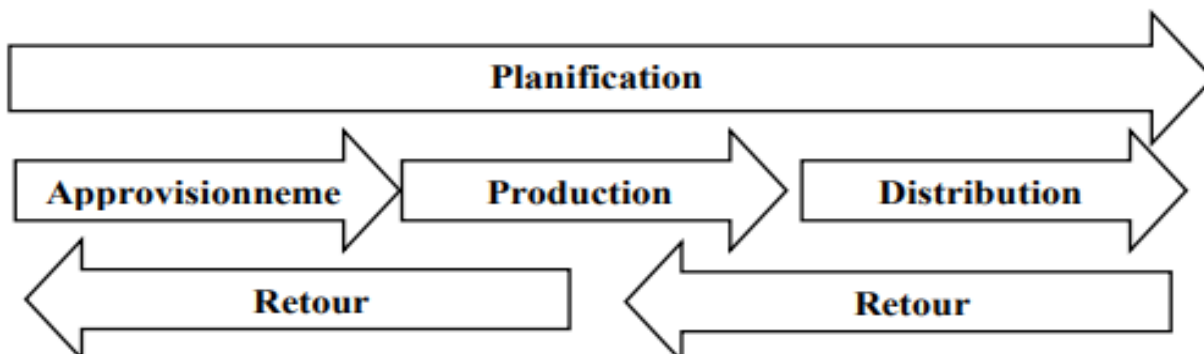 Planification
Approvisionneme
Production
Distribution
Retour
Retour